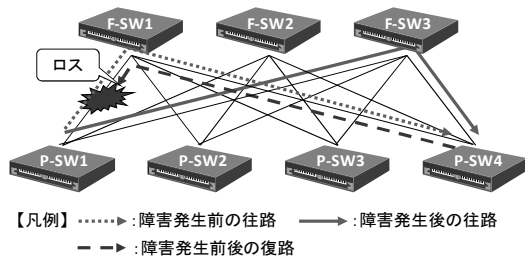 F-SW1 F-SW2 F-SW3
ロス
P-SW1 P-SW2 P-SW3 P-SW4
【凡例】 :障害発生前の往路 :障害発生後の往路
:障害発生前後の復路